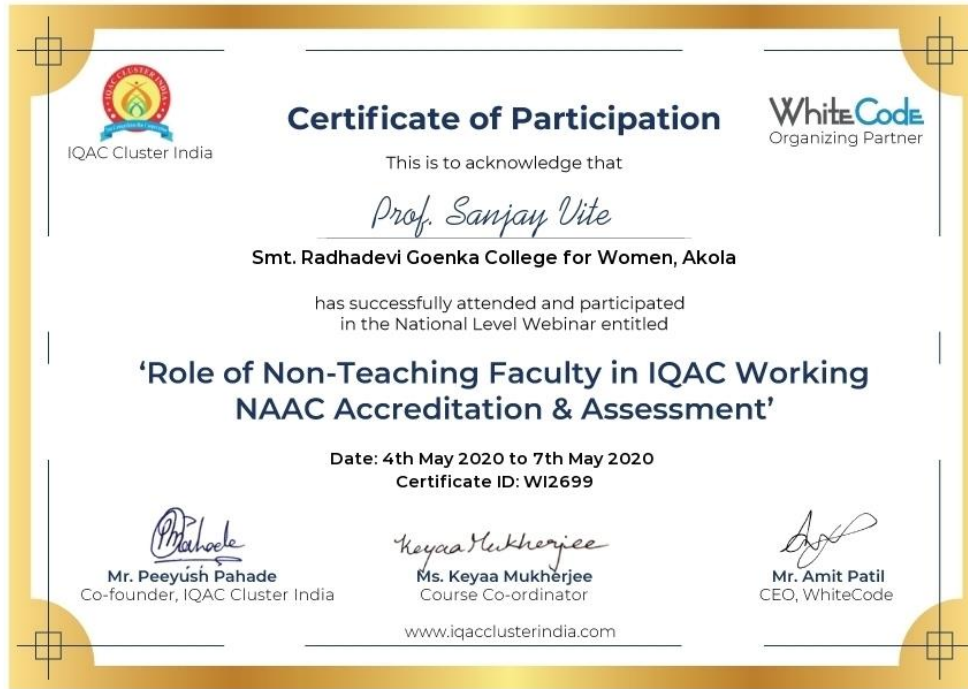 IQAC CLUSTER INDIA
IQAC Cluster India
Certificate of Participation
WhiteCode
Organizing Partner
This is to acknowledge that
Prof. Sanjay Vite
Smt. Radhadevi Goenka College for Women, Akola
has successfully attended and participated
in the National Level Webinar entitled
‘Role of Non-Teaching Faculty in IQAC Working
NAAC Accreditation & Assessment’
Date: 4th May 2020 to 7th May 2020
Certificate ID: WI2699
PMahade
Mr. Peeyush Pahade
Co-founder, IQAC Cluster India
Keyaa Mukherjee
Ms. Keyaa Mukherjee
Course Co-ordinator
Mr. Amit Patil
CEO, WhiteCode
www.iqacclusterindia.com